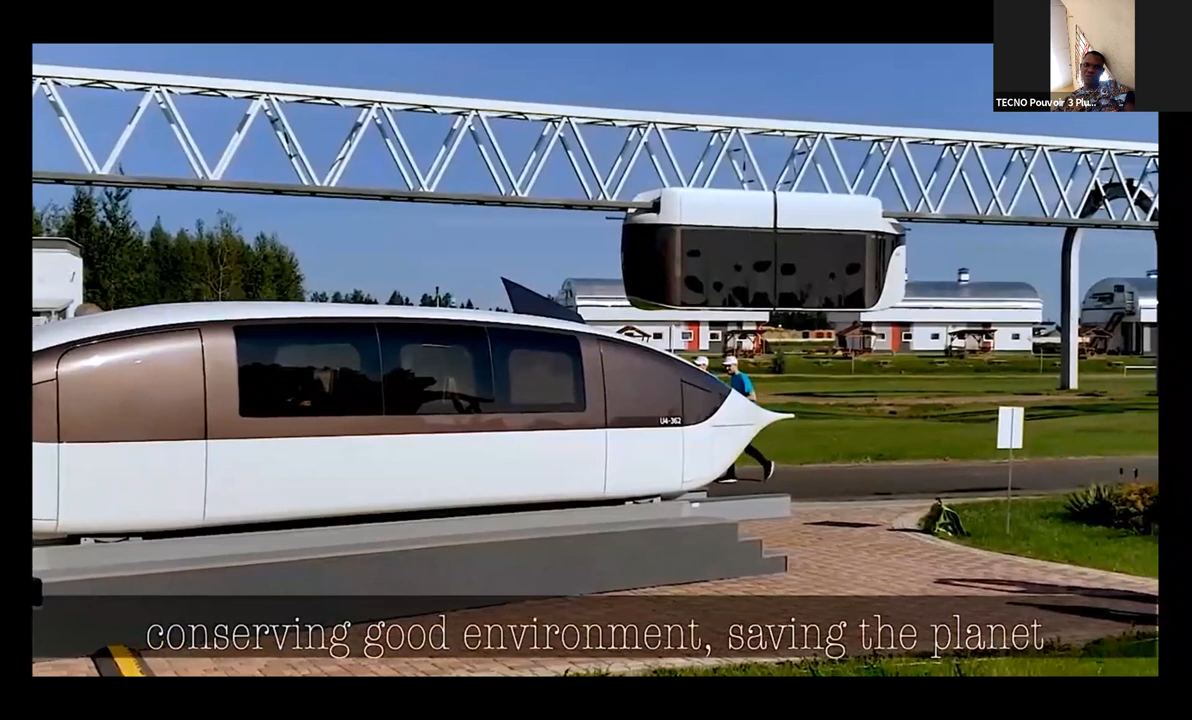 TECNO Pouvoir 3 Plu...
U4-362
conserving good environment, saving the planet